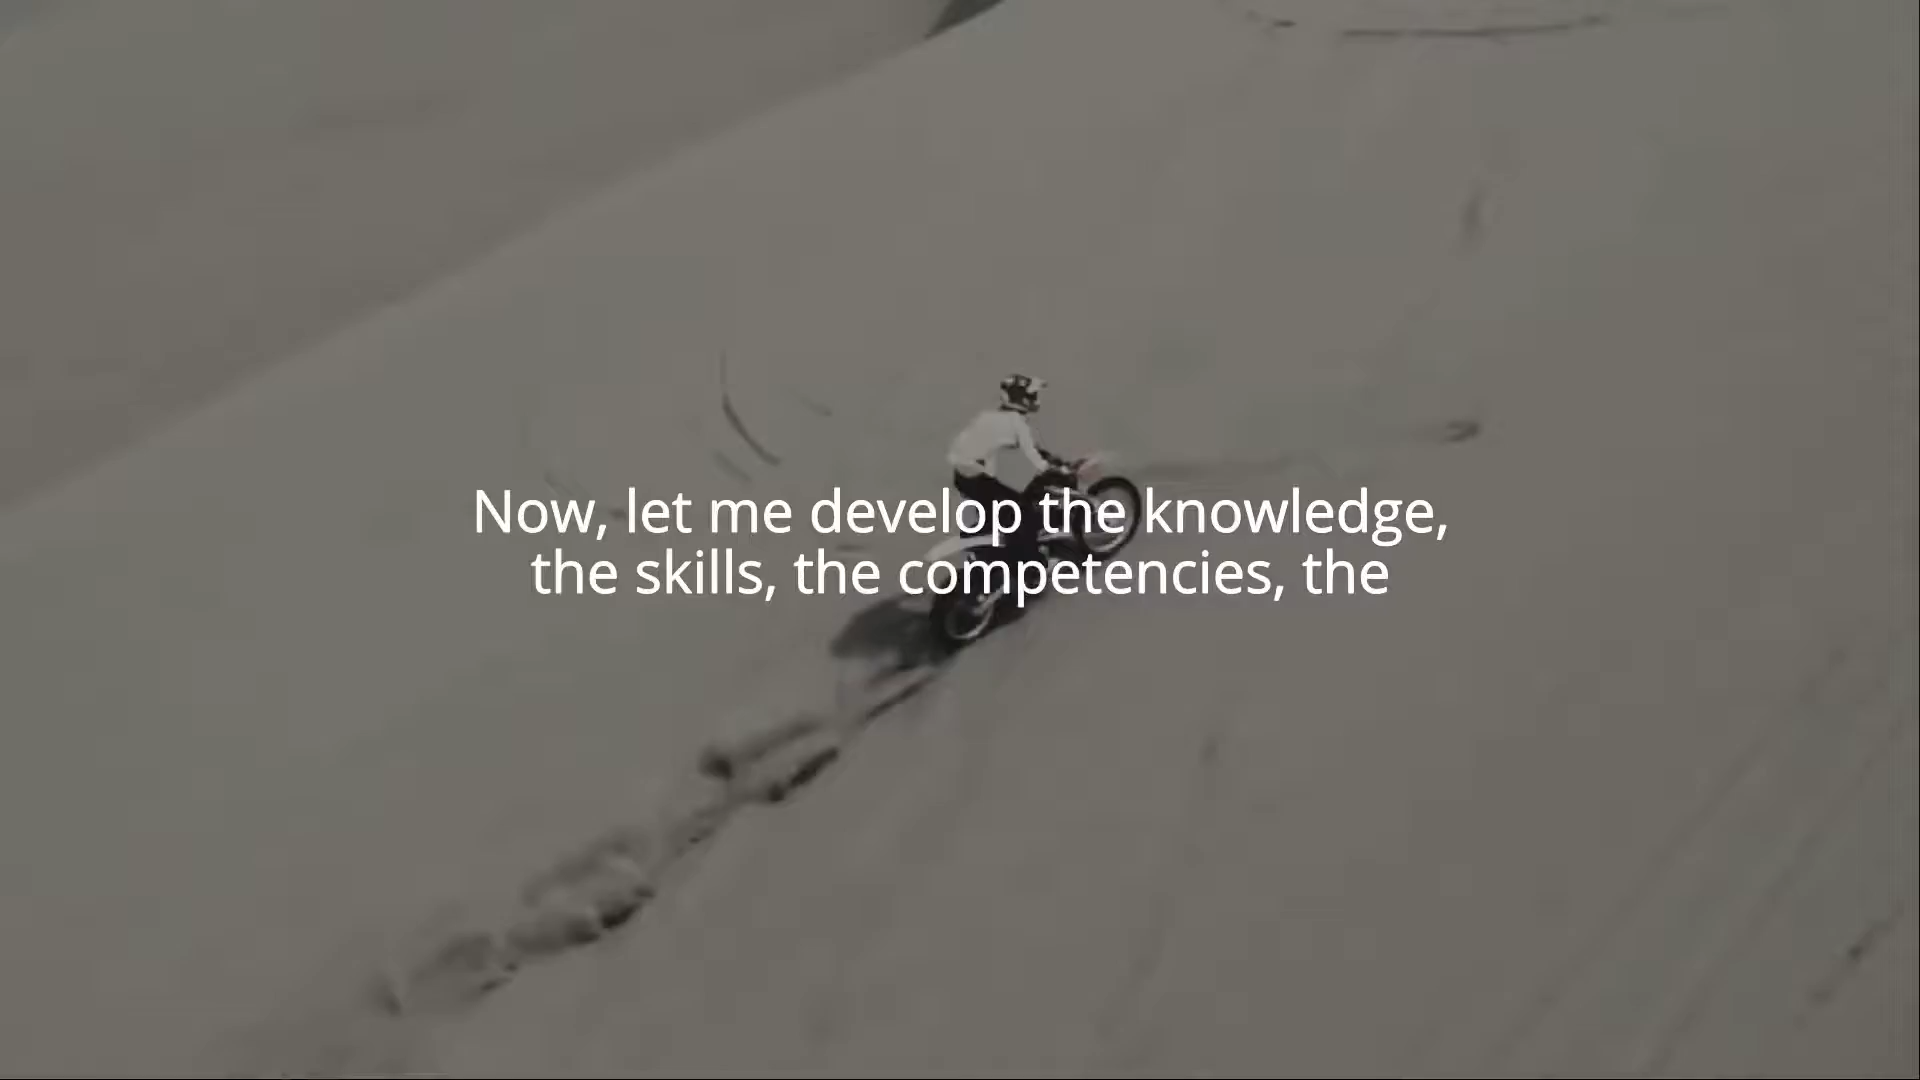 Now, let me develop the knowledge,
the skills, the competencies, the